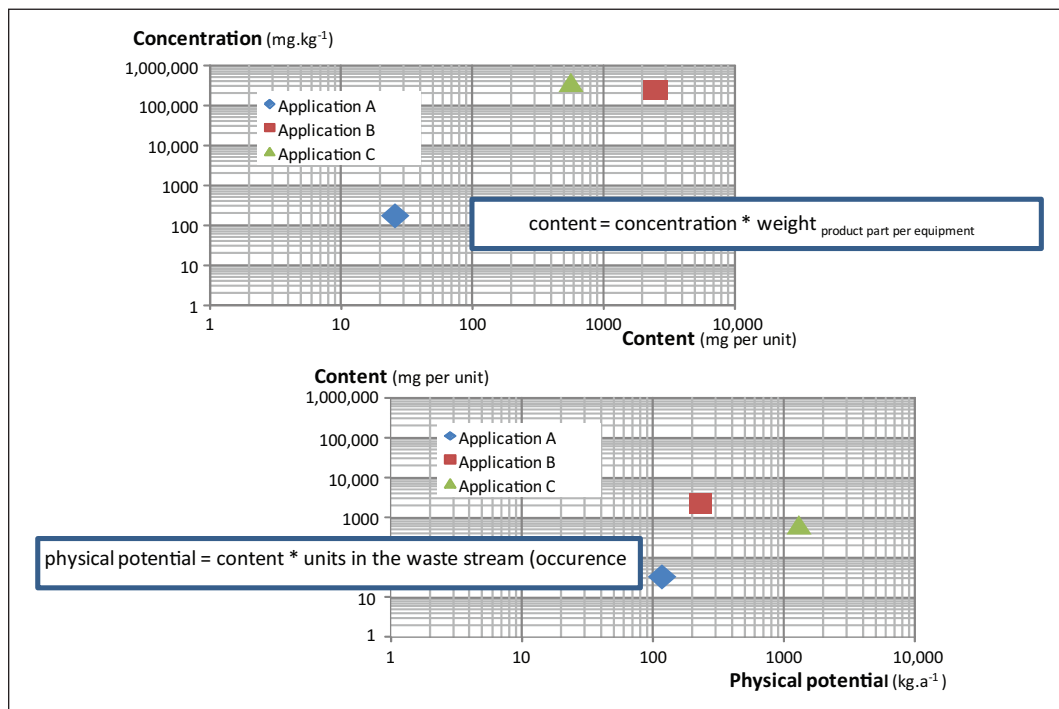 Concentration (mg.kg⁻¹)
1,000,000
100,000
10,000
1000
100
10
1
Application A
Application B
Application C
content = concentration * weight product part per equipment
1 10 100 1000 10,000
Content (mg per unit)
Content (mg per unit)
1,000,000
100,000
10,000
1000
10
1
Application A
Application B
Application C
physical potential = content * units in the waste stream (occurence
1 10 100 1000 10,000
Physical potential (kg.a⁻¹)